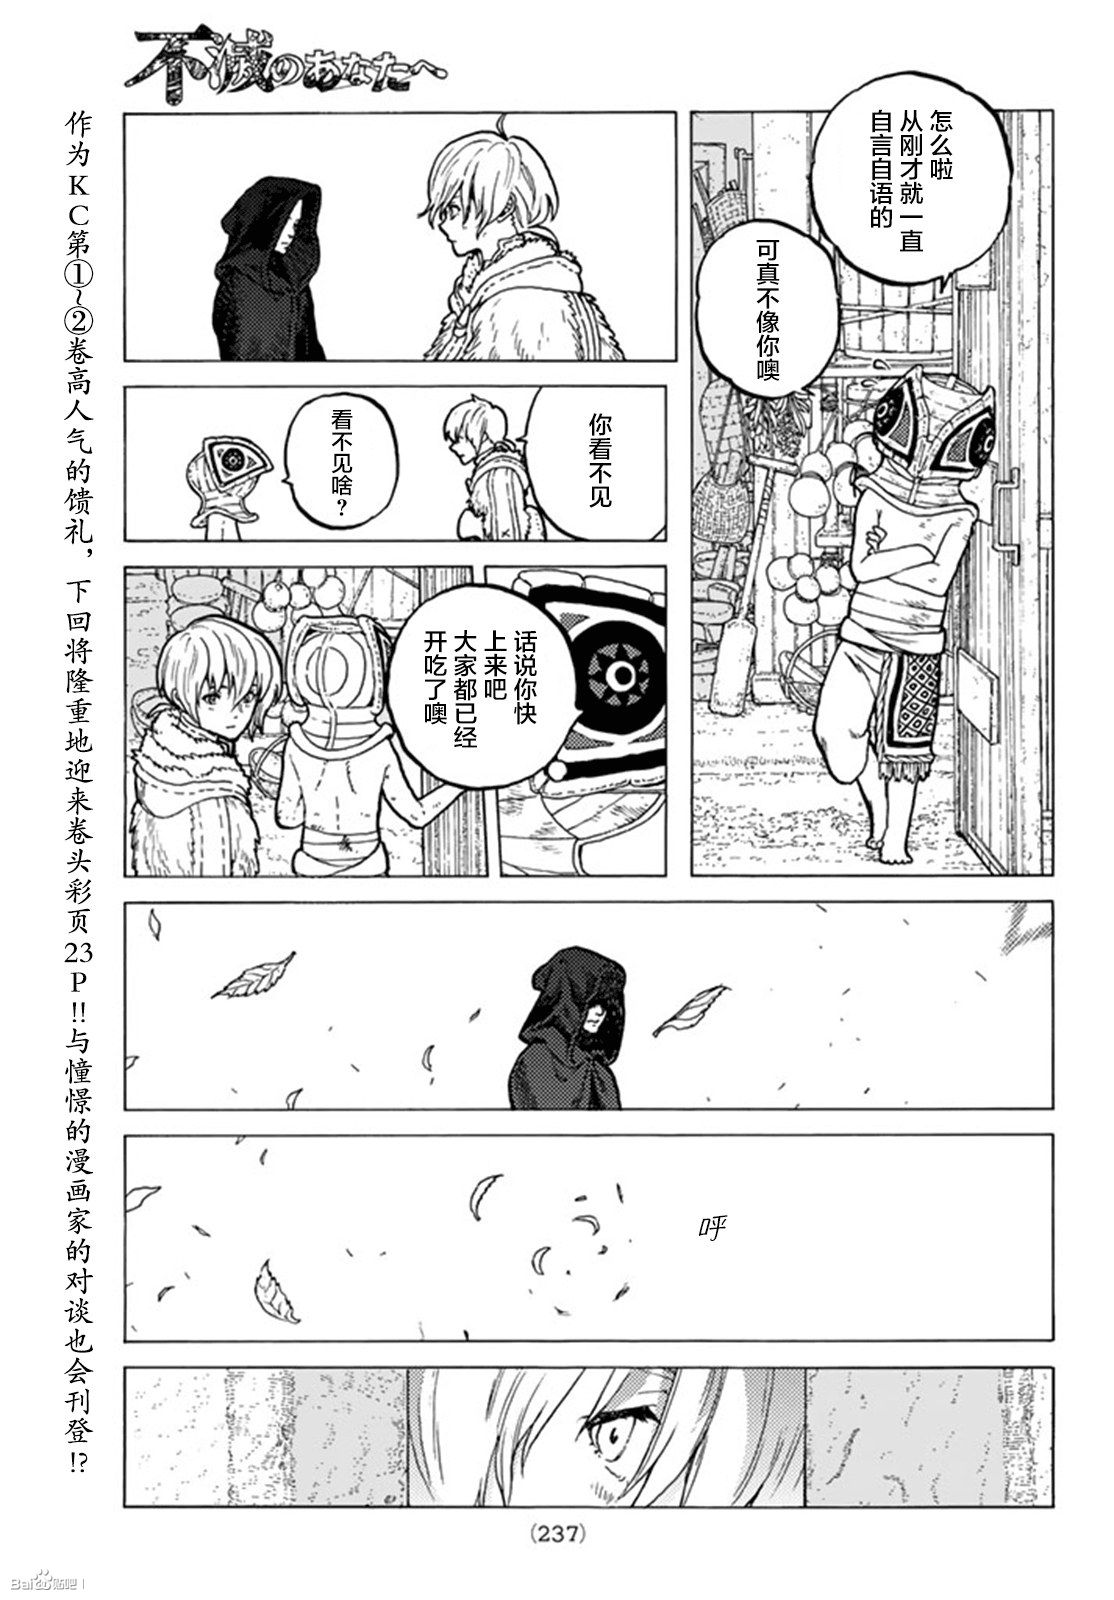 不滅のあなたへ
怎么啦
从刚才就一直
自言自语的
可真不像你噢
你看不见
看不见啥?
话说你快
上来吧
大家都已经
开吃了噢
呼
作为KC第①~②卷高人气的馈礼，下回将隆重地迎来卷头彩页23P!!与憧憬的漫画家的对谈也会刊登!?
(237)
Bai 贴吧